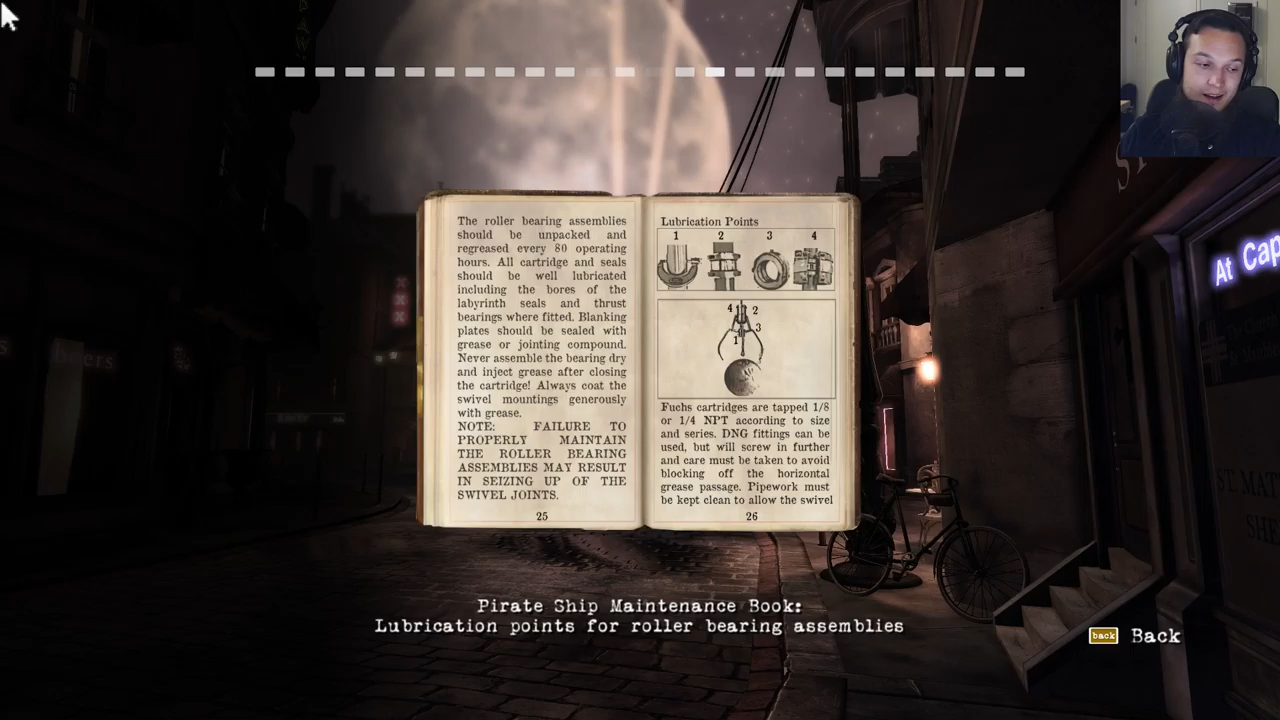 The roller bearing assemblies
should be unpacked and
regreased every 80 operating
hours. All cartridge and seals
should be well lubricated
including the bores of the
labyrinth seals and thrust
bearings where fitted. Blanking
plates should be sealed with
grease or jointing compound.
Never assemble the bearing dry
and inject grease after closing
the cartridge! Always coat the
swivel mountings generously
with grease.
NOTE: FAILURE TO
PROPERLY MAINTAIN
THE ROLLER BEARING
ASSEMBLIES MAY RESULT
IN SEIZING UP OF THE
SWIVEL JOINTS.
25
Lubrication Points
1 2 3 4
4 2
3
1
Fuchs cartridges are tapped 1/8
or 1/4 NPT according to size
and series. DNG fittings can be
used, but will screw in further
and care must be taken to avoid
blocking off the horizontal
grease passage. Pipework must
be kept clean to allow the swivel
26
At Cap
ST. MAT
SHE
Pirate Ship Maintenance Book:
Lubrication points for roller bearing assemblies
back Back